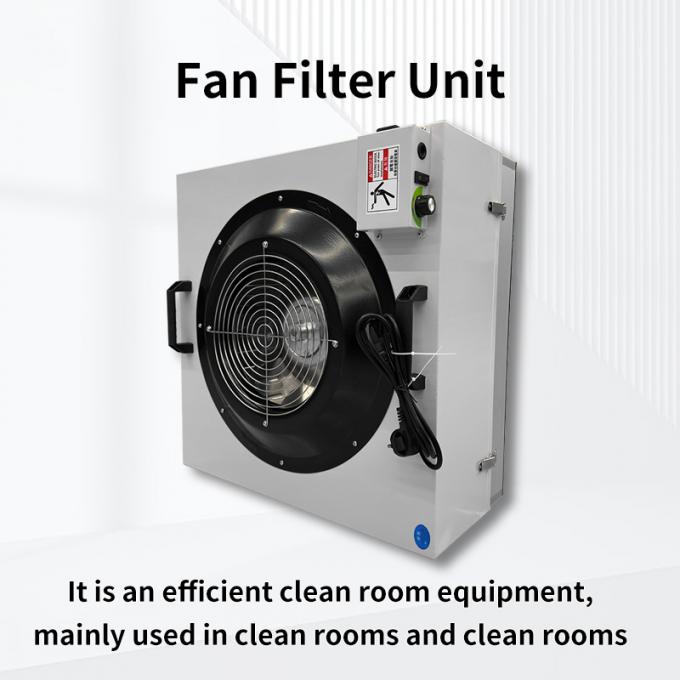 Fan Filter Unit
It is an efficient clean room equipment,
mainly used in clean rooms and clean rooms